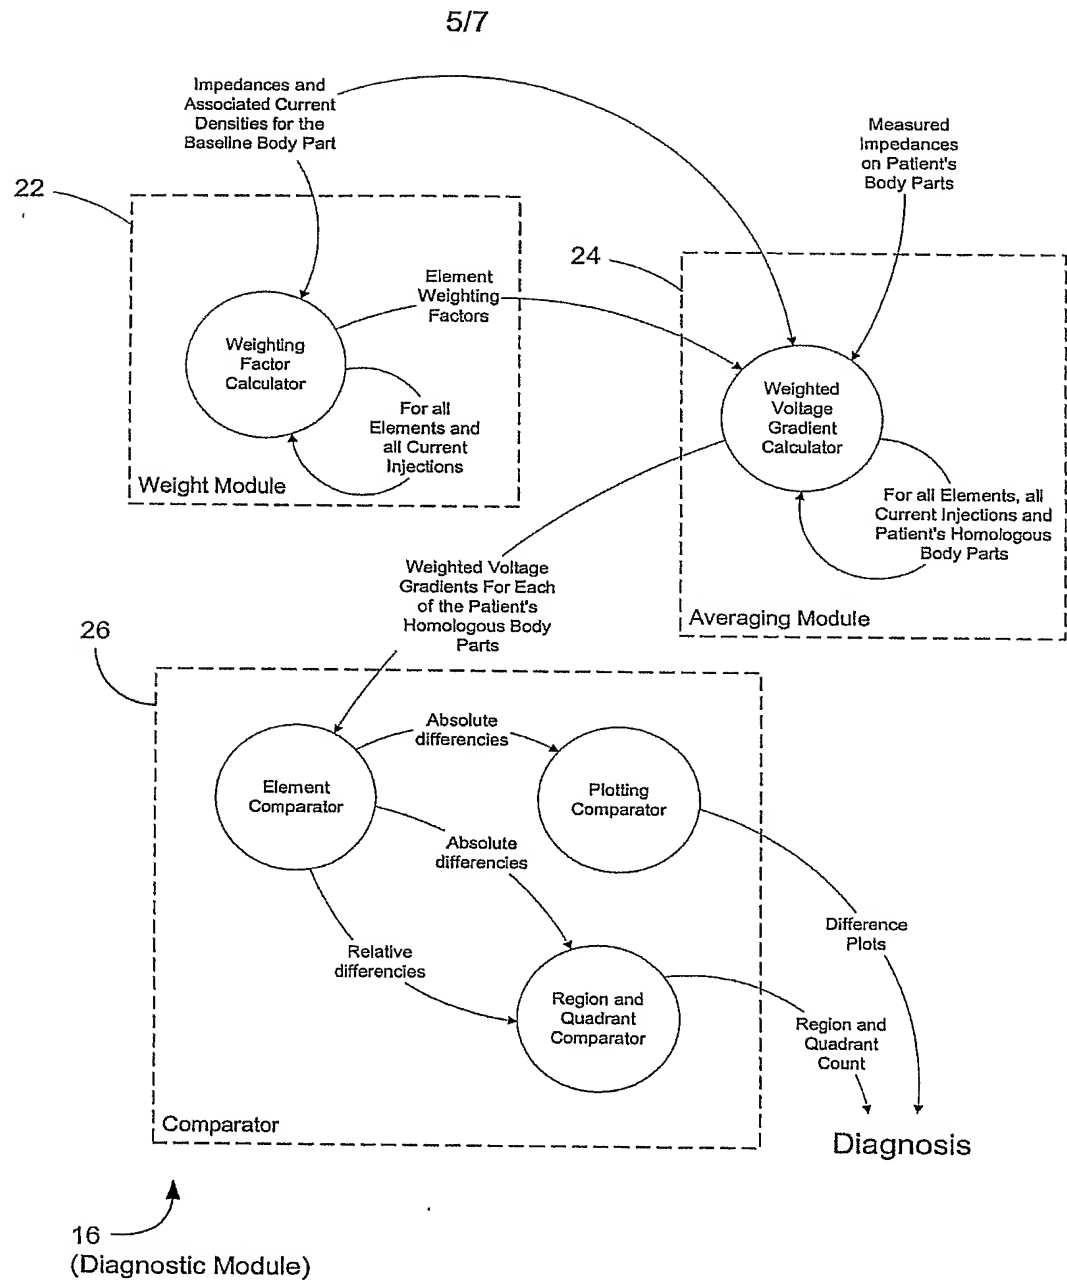 5/7
Impedances and
Associated Current
Densities for the
Baseline Body Part
Measured
Impedances
on Patient's
Body Parts
22
24
Element
Weighting
Factors
Weighting
Factor
Calculator
For all
Elements and
all Current
Injections
Weight Module
Weighted
Voltage
Gradient
Calculator
For all Elements, all
Current Injections and
Patient's Homologous
Body Parts
Averaging Module
Weighted Voltage
Gradients For Each
of the Patient's
Homologous Body
Parts
26
Element
Comparator
Absolute
differencies
Plotting
Comparator
Absolute
differencies
Relative
differencies
Region and
Quadrant
Comparator
Difference
Plots
Region and
Quadrant
Count
Comparator
Diagnosis
16
(Diagnostic Module)